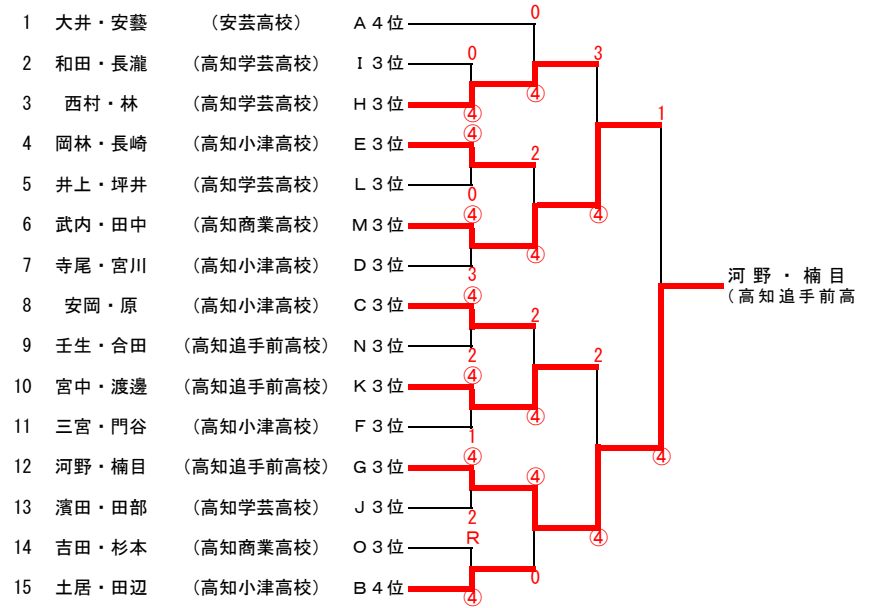 1 大井・安藝 (安芸高校) A4位
2 和田・長瀧 (高知学芸高校) I3位
3 西村・林 (高知学芸高校) H3位
4 岡林・長崎 (高知小津高校) E3位
5 井上・坪井 (高知学芸高校) L3位
6 武内・田中 (高知商業高校) M3位
7 寺尾・宮川 (高知小津高校) D3位
8 安岡・原 (高知小津高校) C3位
9 壬生・合田 (高知追手前高校) N3位
10 宮中・渡邊 (高知追手前高校) K3位
11 三宮・門谷 (高知小津高校) F3位
12 河野・楠目 (高知追手前高校) G3位
13 濱田・田部 (高知学芸高校) J3位
14 吉田・杉本 (高知商業高校) O3位
15 土居・田辺 (高知小津高校) B4位
0
④
④
0
④
3
④
2
④
1
④
2
R
④
0
④
2
④
2
④
④
0
3
④
2
④
1
④
河野・楠目
(高知追手前高